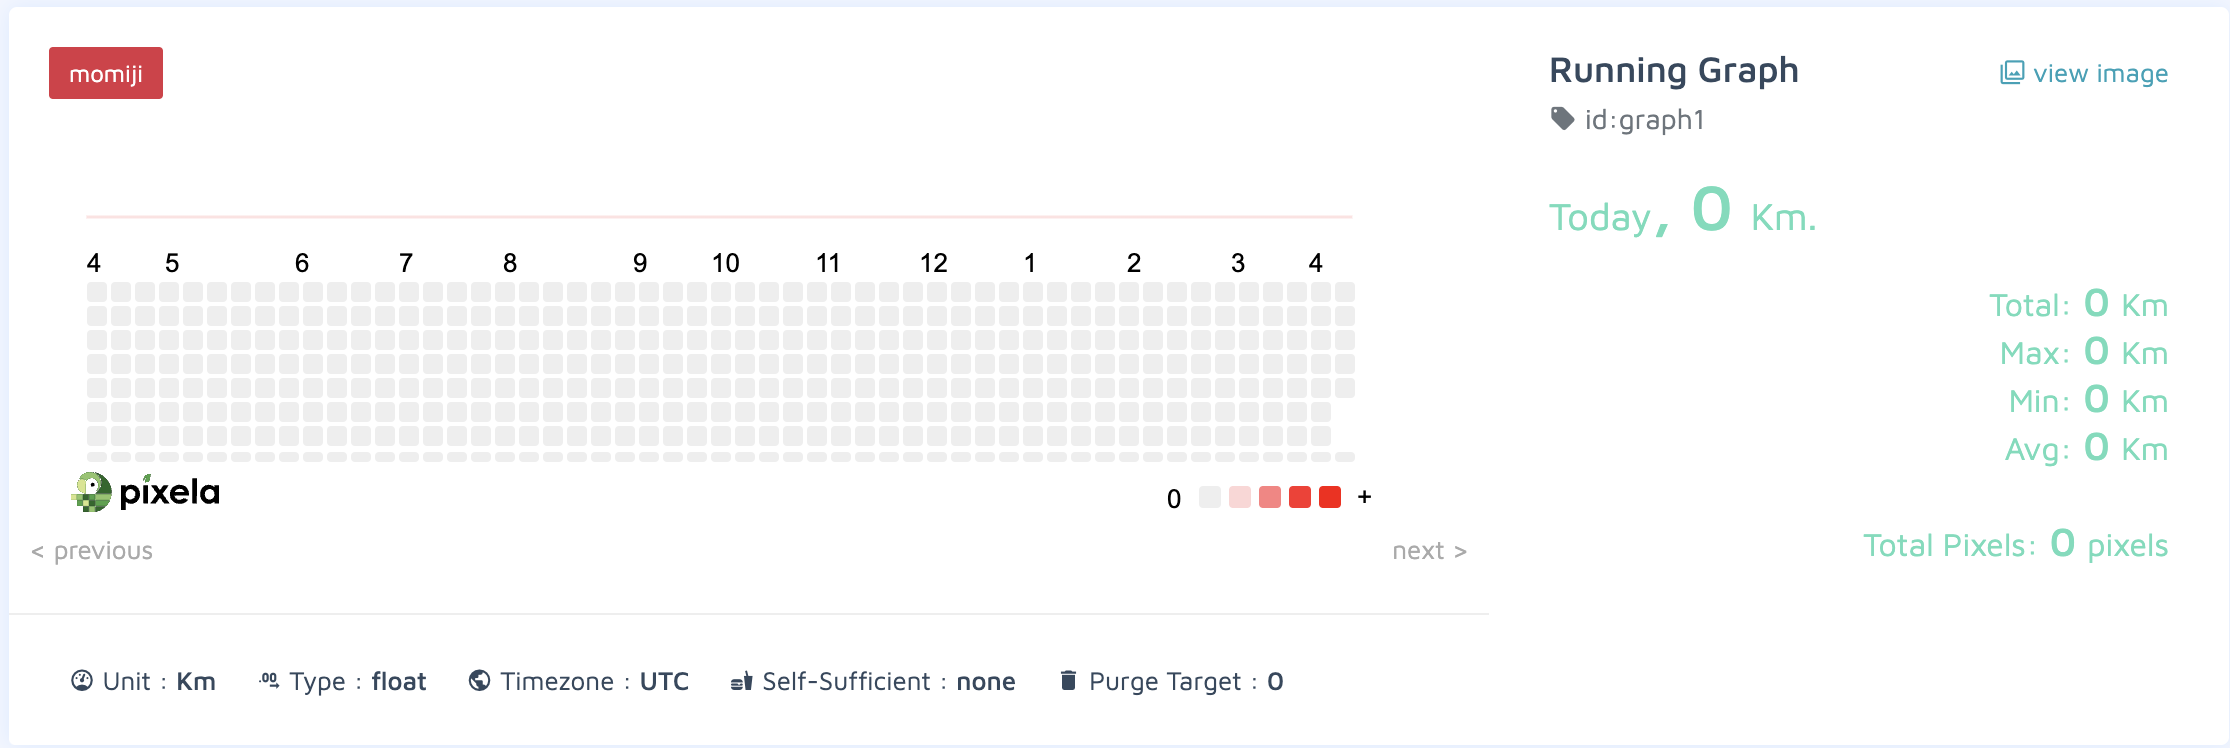 momiji
4 5 6 7 8 9 10 11 12 1 2 3 4
pixela
0 +
< previous next >
Unit : Km Type : float Timezone : UTC Self-Sufficient : none Purge Target : 0
Running Graph
view image
id:graph1
Today, 0 Km.
Total: 0 Km
Max: 0 Km
Min: 0 Km
Avg: 0 Km
Total Pixels: 0 pixels